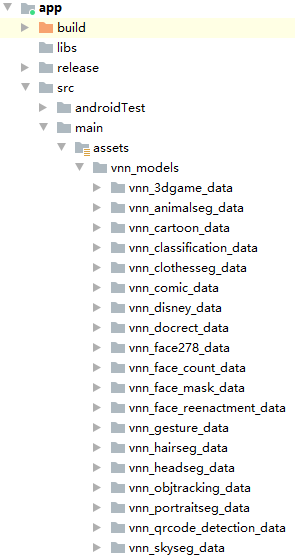 app
build
libs
release
src
androidTest
main
assets
vnn_models
vnn_3dgame_data
vnn_animalseg_data
vnn_cartoon_data
vnn_classification_data
vnn_clothesseg_data
vnn_comic_data
vnn_disney_data
vnn_docrect_data
vnn_face278_data
vnn_face_count_data
vnn_face_mask_data
vnn_face_reenactment_data
vnn_gesture_data
vnn_hairseg_data
vnn_headseg_data
vnn_objtracking_data
vnn_portraitseg_data
vnn_qrcode_detection_data
vnn_skyseg_data